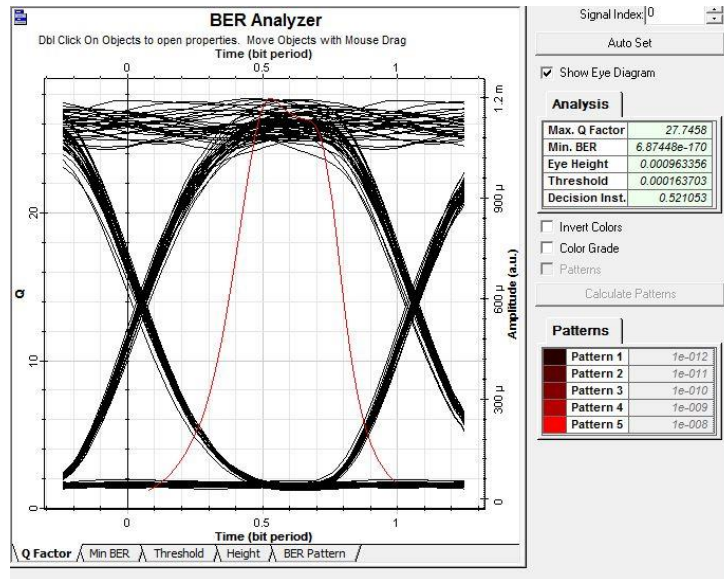 BER Analyzer
Dbl Click On Objects to open properties. Move Objects with Mouse Drag
Time (bit period)
0 0.5 1
Q
0 10 20
Amplitude (a.u.)
0 300 µ 600 µ 900 µ 1.2 m
0 0.5 1
Time (bit period)
Q Factor Min BER Threshold Height BER Pattern
Signal Index: 0
Auto Set
Show Eye Diagram
Analysis
Max. Q Factor 27.7458
Min. BER 6.87448e-170
Eye Height 0.000963356
Threshold 0.000163703
Decision Inst. 0.521053
Invert Colors
Color Grade
Patterns
Calculate Patterns
Patterns
Pattern 1 1e-012
Pattern 2 1e-011
Pattern 3 1e-010
Pattern 4 1e-009
Pattern 5 1e-008